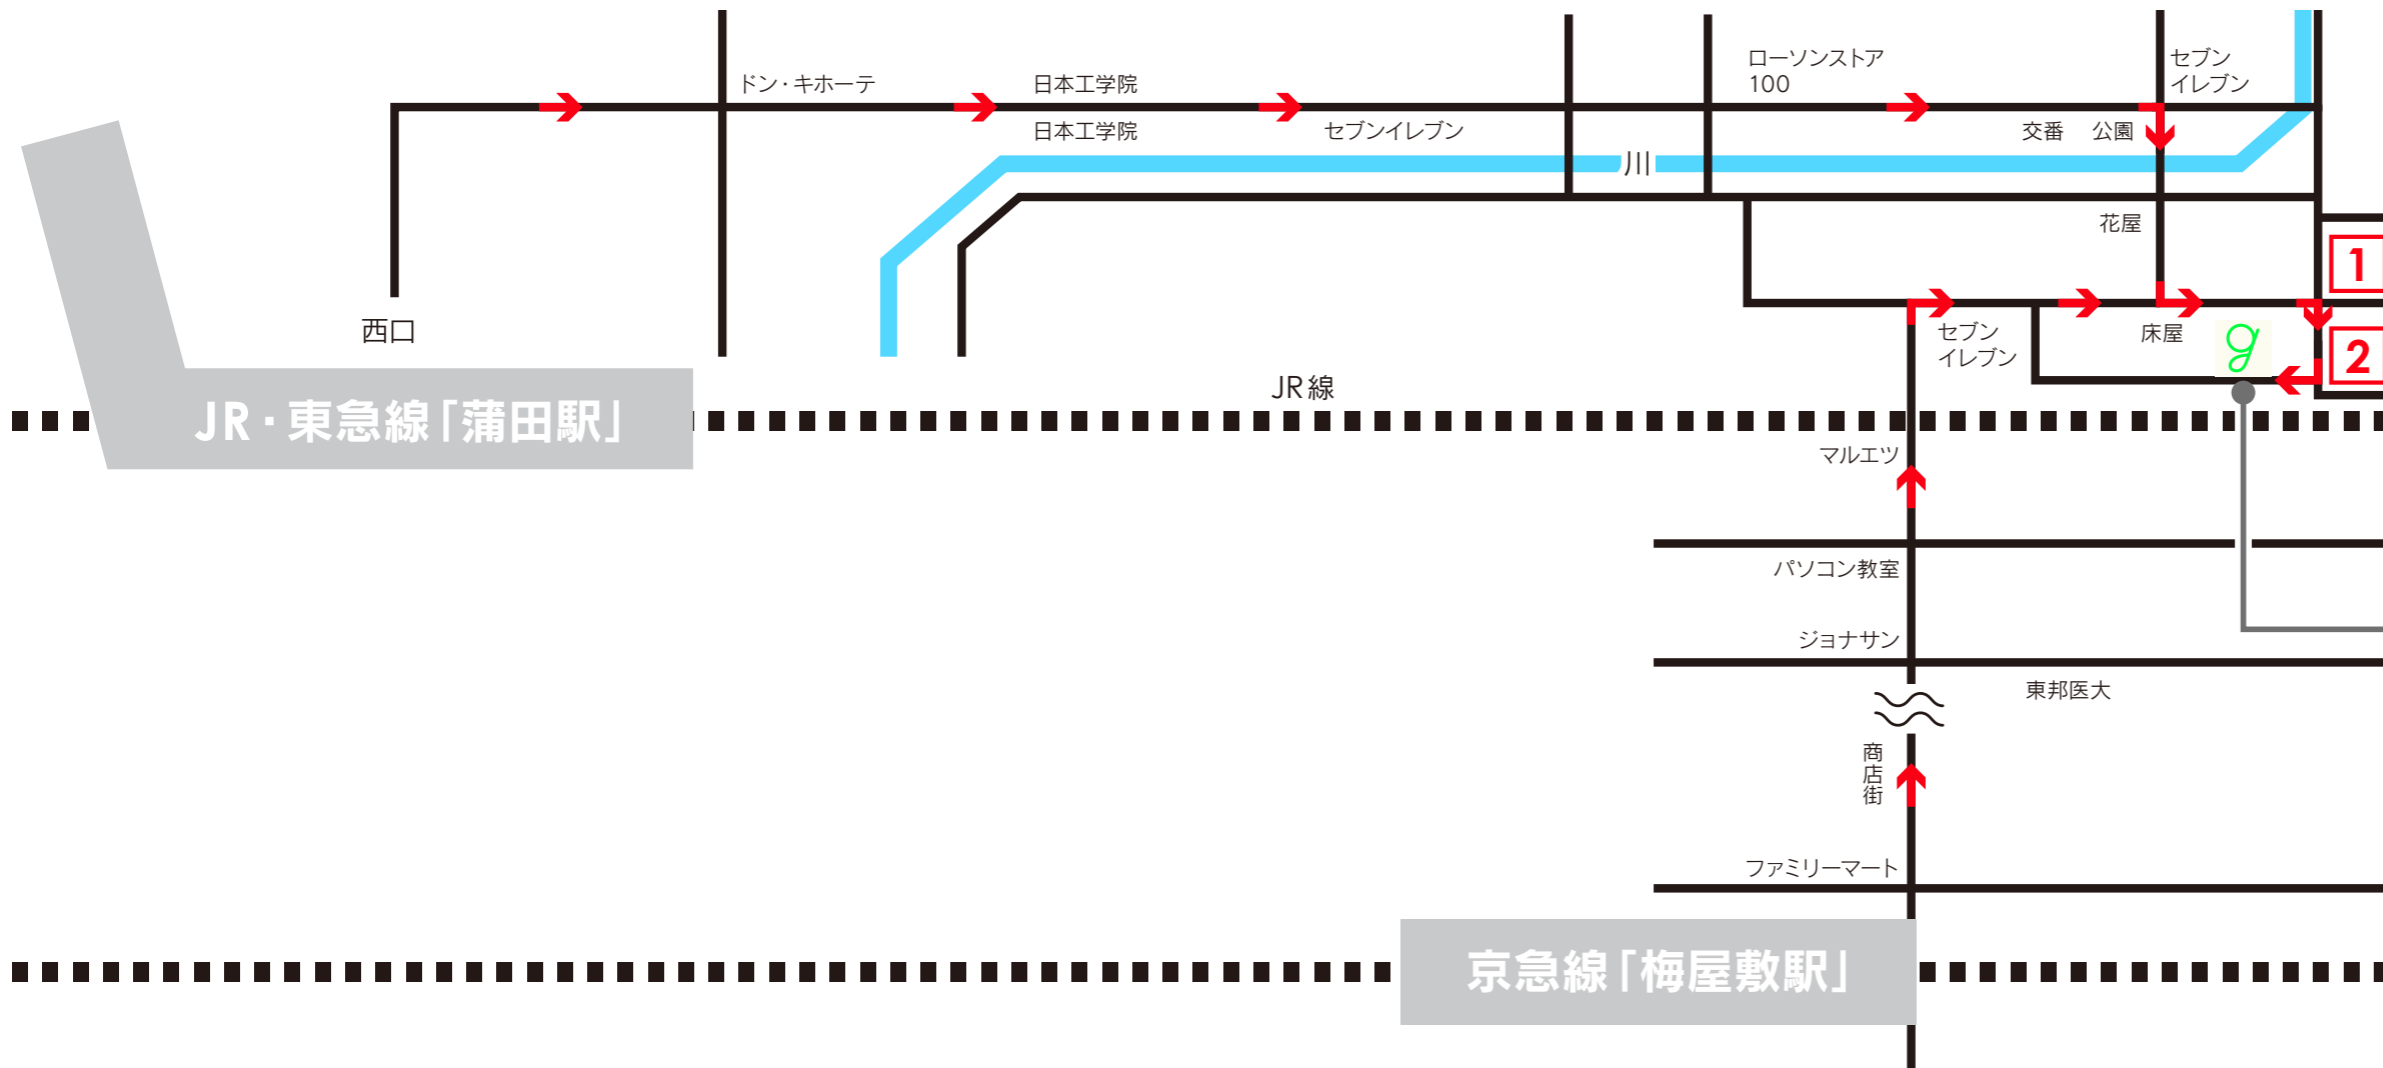 ドン・キホーテ
日本工学院
日本工学院
セブンイレブン
ローソンストア
100
セブン
イレブン
交番
公園
川
花屋
1
西口
セブン
イレブン
床屋
g
2
JR線
JR・東急線「蒲田駅」
マルエツ
パソコン教室
ジョナサン
東邦医大
商店街
ファミリーマート
京急線「梅屋敷駅」